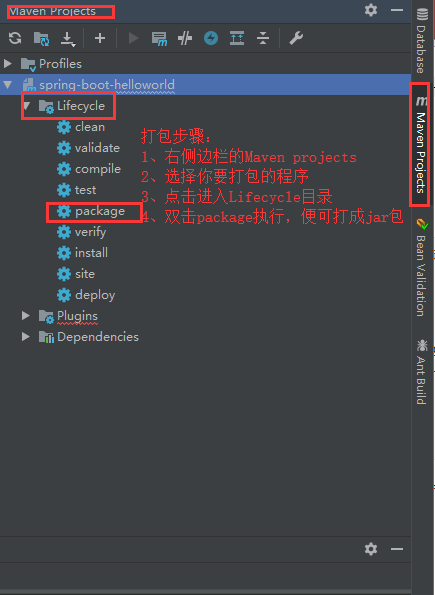 Maven Projects
Profiles
spring-boot-helloworld
Lifecycle
clean
validate
compile
test
package
verify
install
site
deploy
Plugins
Dependencies
打包步骤：
1、右侧边栏的Maven projects
2、选择你要打包的程序
3、点击进入Lifecycle目录
4、双击package执行，便可打成jar包
Database
m Maven Projects
Bean Validation
Ant Build